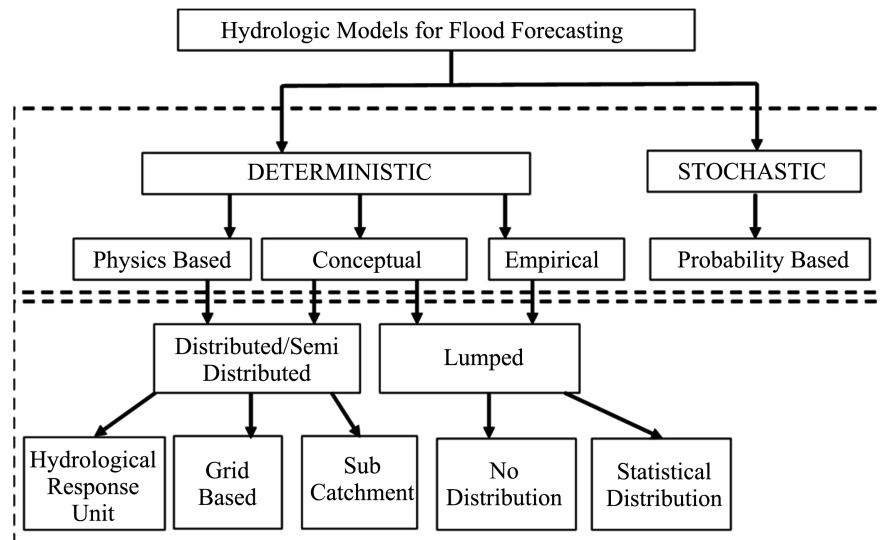 Hydrologic Models for Flood Forecasting
DETERMINISTIC
STOCHASTIC
Physics Based
Conceptual
Empirical
Probability Based
Distributed/Semi
Distributed
Lumped
Hydrological
Response
Unit
Grid
Based
Sub
Catchment
No
Distribution
Statistical
Distribution